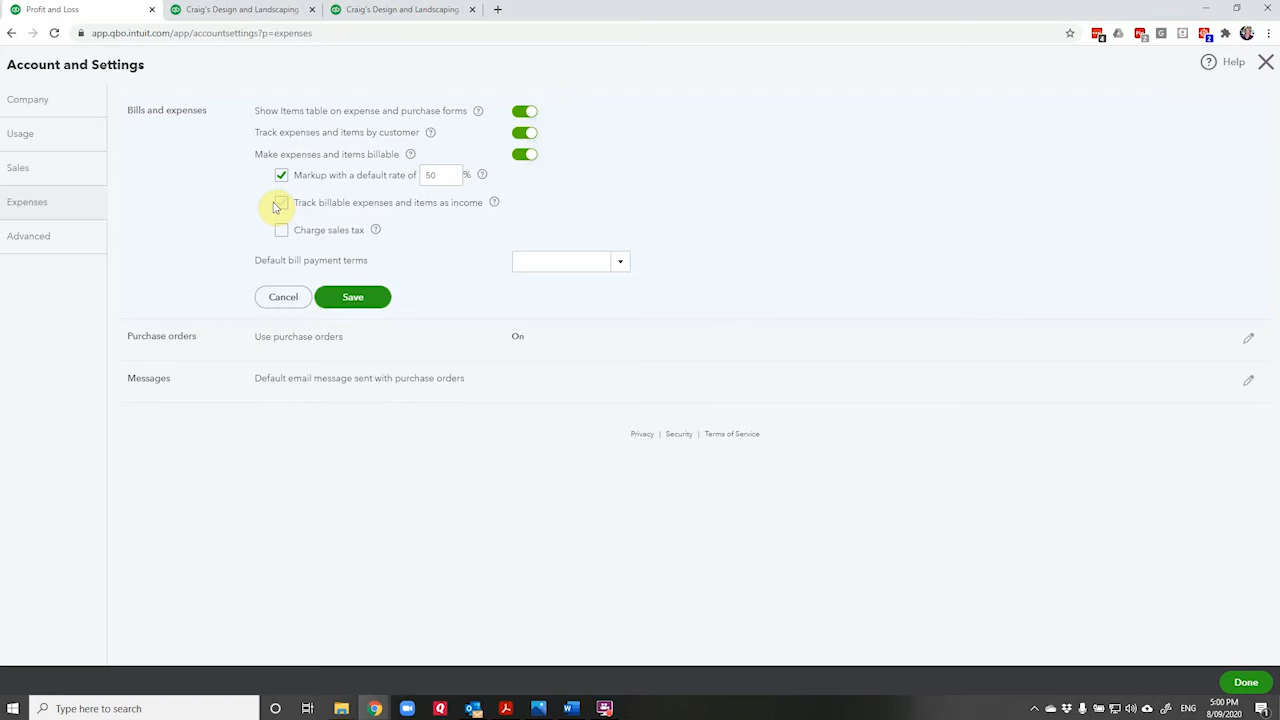 Profit and Loss
Craig's Design and Landscaping
Craig's Design and Landscaping S
app.qbo.intuit.com/app/accountsettings?p=expenses
Account and Settings
Help
Company
Usage
Sales
Expenses
Advanced
Bills and expenses
Show Items table on expense and purchase forms
Track expenses and items by customer
Make expenses and items billable
Markup with a default rate of 50 %
Track billable expenses and items as income
Charge sales tax
Default bill payment terms
Cancel
Save
Purchase orders
Use purchase orders
On
Messages
Default email message sent with purchase orders
Privacy | Security | Terms of Service
Done
Type here to search
ENG
5:00 PM
8/09/2020